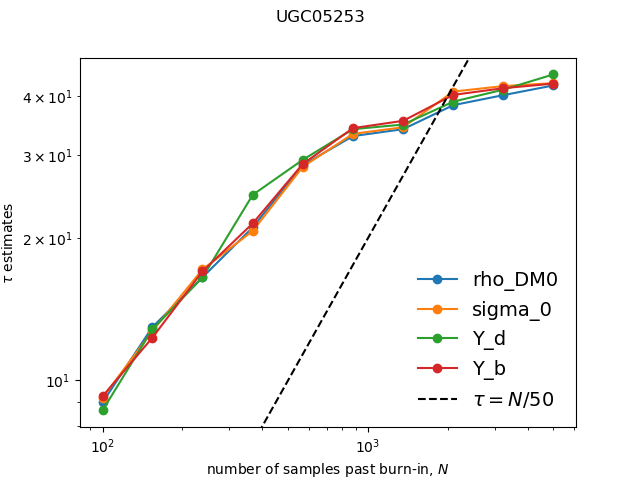 UGC05253
τ estimates
4 × 10¹
3 × 10¹
2 × 10¹
10¹
rho_DM0
sigma_0
Y_d
Y_b
τ = N/50
10²
10³
number of samples past burn-in, N